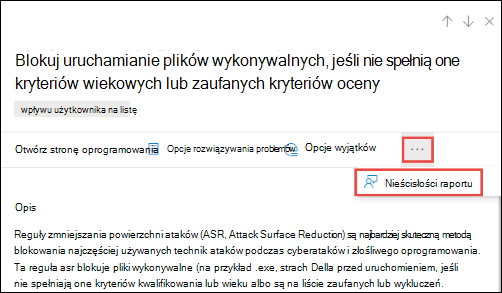 Blokuj uruchamianie plików wykonywalnych, jeśli nie spełnią one
kryteriów wiekowych lub zaufanych kryteriów oceny
wpływu użytkownika na listę
Otwórz stronę oprogramowania Opcje rozwiązywania problemów Opcje wyjątków ...
Nieścisłości raportu
Opis
Reguły zmniejszania powierzchni ataków (ASR, Attack Surface Reduction) są najbardziej skuteczną metodą
blokowania najczęściej używanych technik ataków podczas cyberataków i złośliwego oprogramowania.
Ta reguła asr blokuje pliki wykonywalne (na przykład .exe, strach Della przed uruchomieniem, jeśli
nie spełniają one kryteriów kwalifikowania lub wieku albo są na liście zaufanych lub wykluczeń.